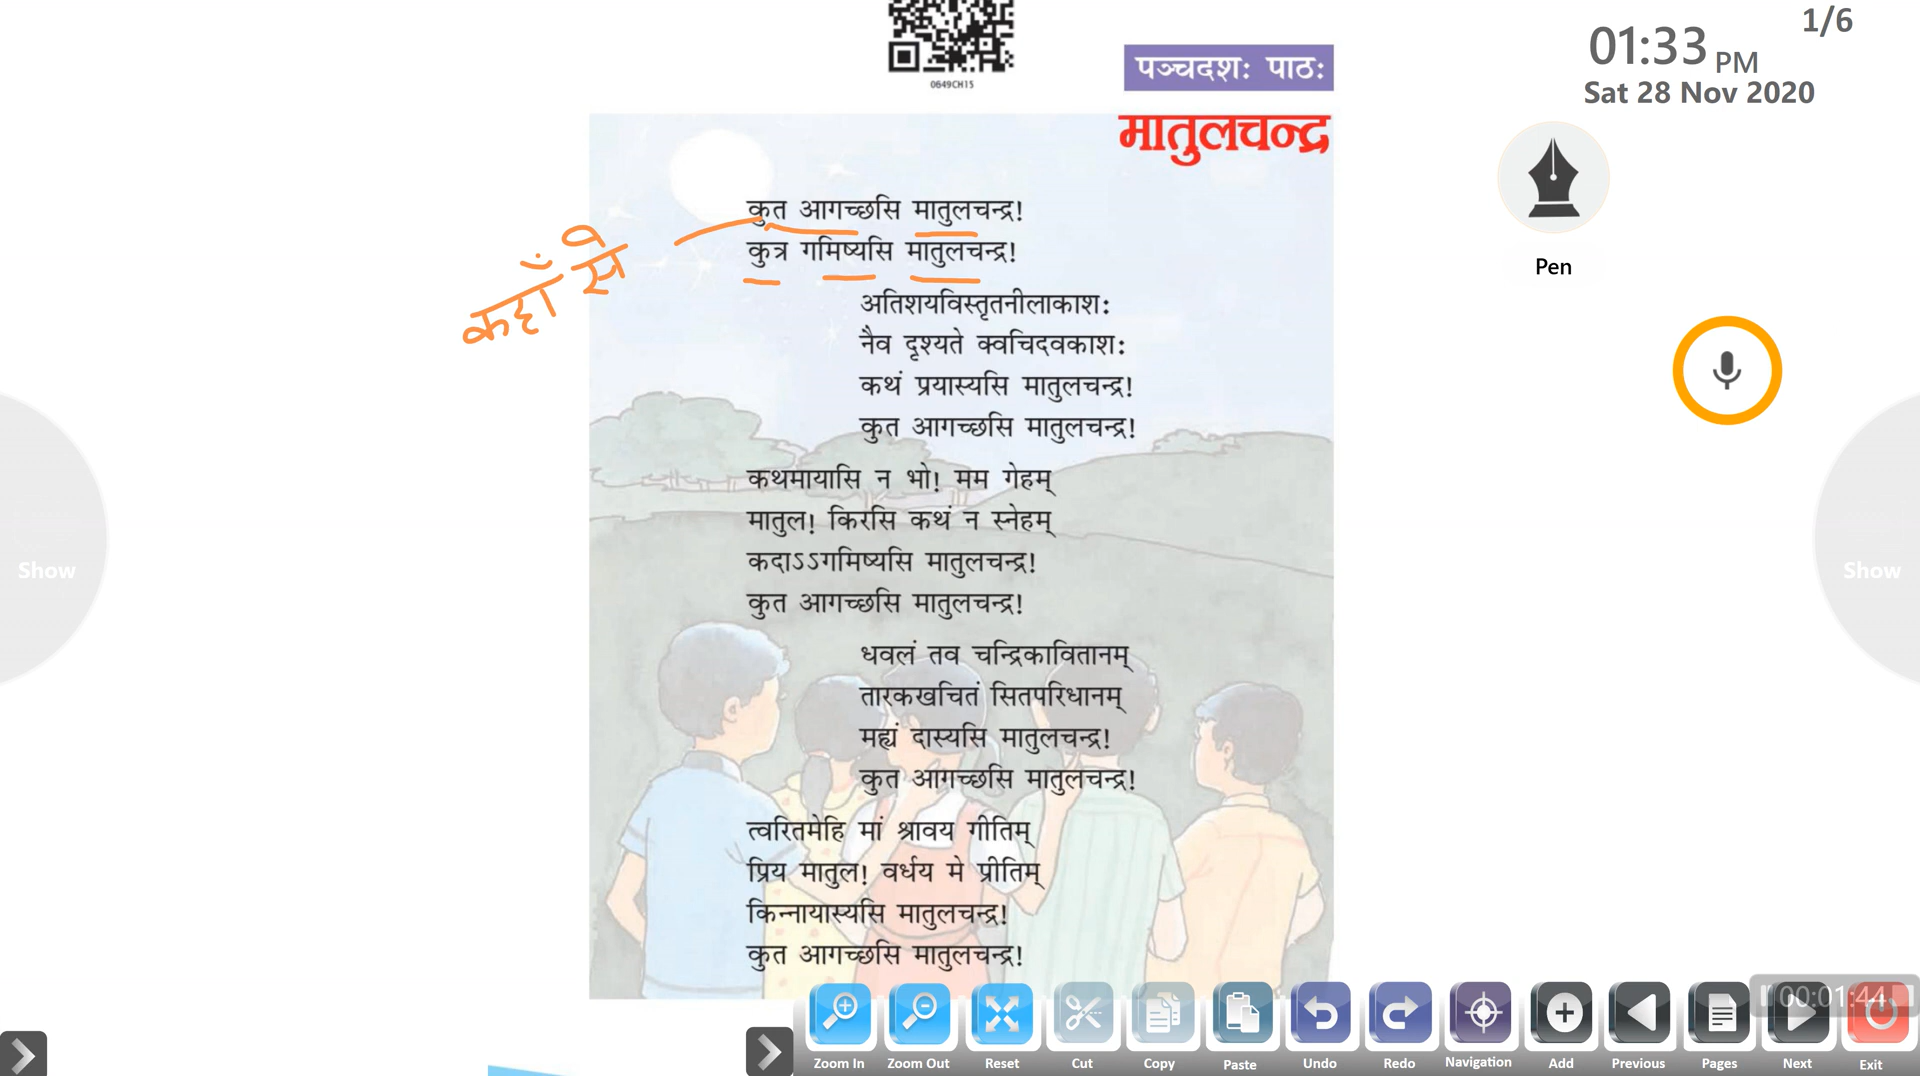 1/6
01:33 PM
Sat 28 Nov 2020
0649CH15
पञ्चदशः पाठः
मातुलचन्द्र
कुत आगच्छसि मातुलचन्द्र!
कुत्र गमिष्यसि मातुलचन्द्र!
कहाँ से
अतिशयविस्तृतनीलाकाशः
नैव दृश्यते क्वचिदवकाशः
कथं प्रयास्यसि मातुलचन्द्र!
कुत आगच्छसि मातुलचन्द्र!
कथमायासि न भो! मम गेहम्
मातुल! किरसि कथं न स्नेहम्
कदाऽऽगमिष्यसि मातुलचन्द्र!
कुत आगच्छसि मातुलचन्द्र!
धवलं तव चन्द्रिकावितानम्
तारकखचितं सितपरिधानम्
मह्यं दास्यसि मातुलचन्द्र!
कुत आगच्छसि मातुलचन्द्र!
त्वरितमेहि मां श्रावय गीतिम्
प्रिय मातुल! वर्धय मे प्रीतिम्
किन्नायास्यसि मातुलचन्द्र!
कुत आगच्छसि मातुलचन्द्र!
Pen
Show
Show
00:01:44
Zoom In Zoom Out Reset Cut Copy Paste Undo Redo Navigation Add Previous Pages Next Exit